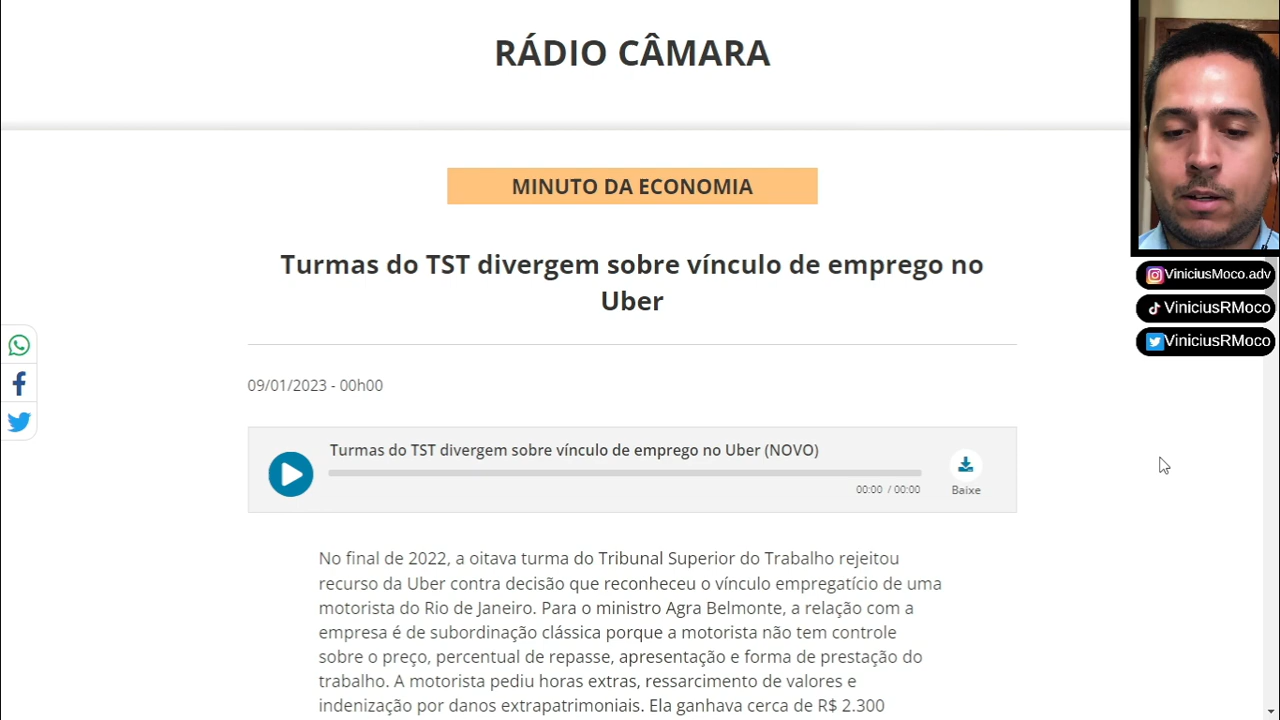 RÁDIO CÂMARA
MINUTO DA ECONOMIA
Turmas do TST divergem sobre vínculo de emprego no
Uber
09/01/2023 - 00h00
Turmas do TST divergem sobre vínculo de emprego no Uber (NOVO)
00:00 / 00:00
Baixe
No final de 2022, a oitava turma do Tribunal Superior do Trabalho rejeitou
recurso da Uber contra decisão que reconheceu o vínculo empregatício de uma
motorista do Rio de Janeiro. Para o ministro Agra Belmonte, a relação com a
empresa é de subordinação clássica porque a motorista não tem controle
sobre o preço, percentual de repasse, apresentação e forma de prestação do
trabalho. A motorista pediu horas extras, ressarcimento de valores e
indenização por danos extrapatrimoniais. Ela ganhava cerca de R$ 2.300
ViniciusMoco.adv
ViniciusRMoco
ViniciusRMoco